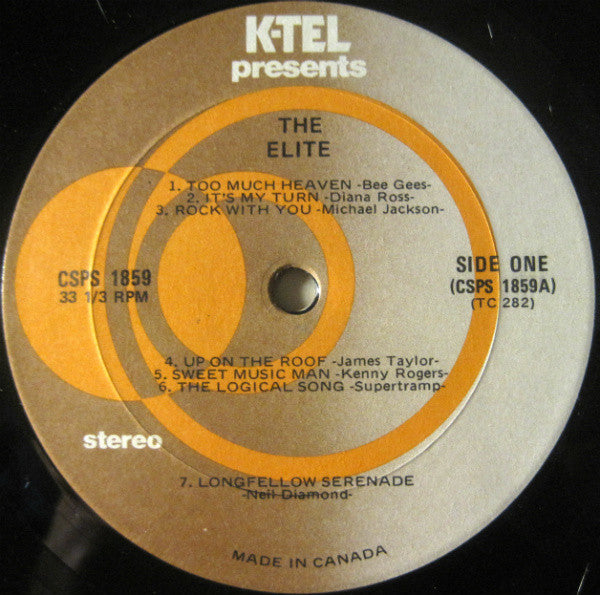 K-TEL
presents
THE
ELITE
1. TOO MUCH HEAVEN -Bee Gees-
2. IT'S MY TURN -Diana Ross-
3. ROCK WITH YOU -Michael Jackson-
CSPS 1859
33 1/3 RPM
SIDE ONE
(CSPS 1859A)
(TC 282)
4. UP ON THE ROOF -James Taylor-
5. SWEET MUSIC MAN -Kenny Rogers-
6. THE LOGICAL SONG -Supertramp-
stereo
7. LONGFELLOW SERENADE
-Neil Diamond-
MADE IN CANADA